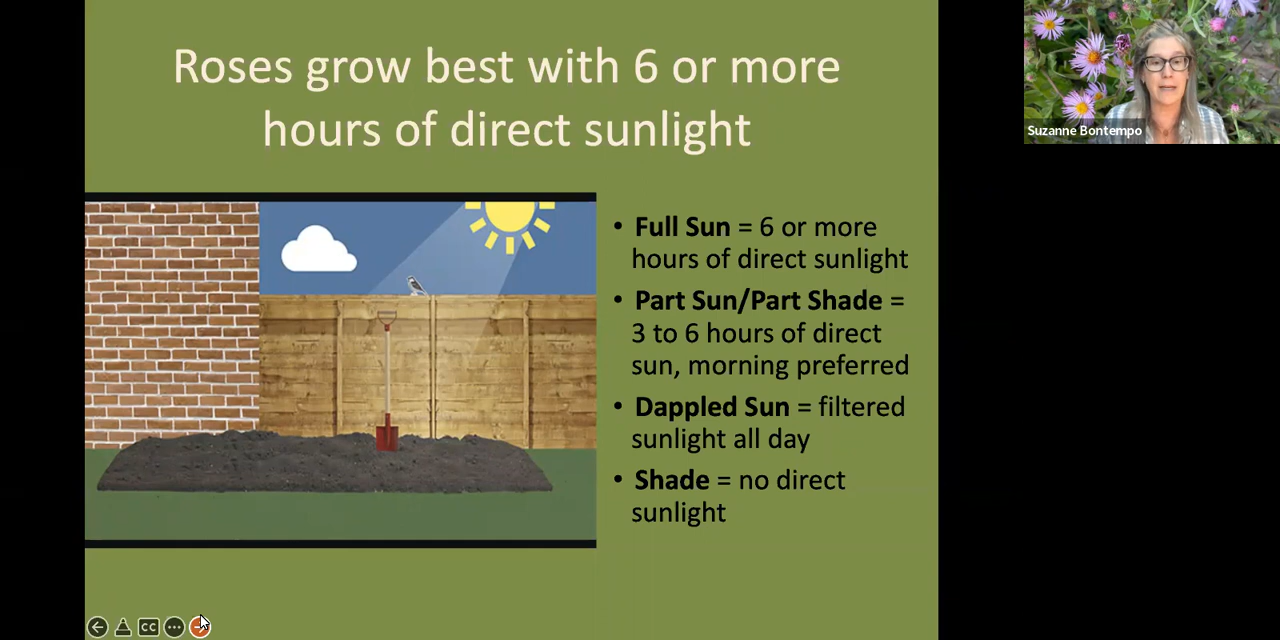 Roses grow best with 6 or more
hours of direct sunlight
• Full Sun = 6 or more
hours of direct sunlight
• Part Sun/Part Shade =
3 to 6 hours of direct
sun, morning preferred
• Dappled Sun = filtered
sunlight all day
• Shade = no direct
sunlight
Suzanne Bontempo
CC